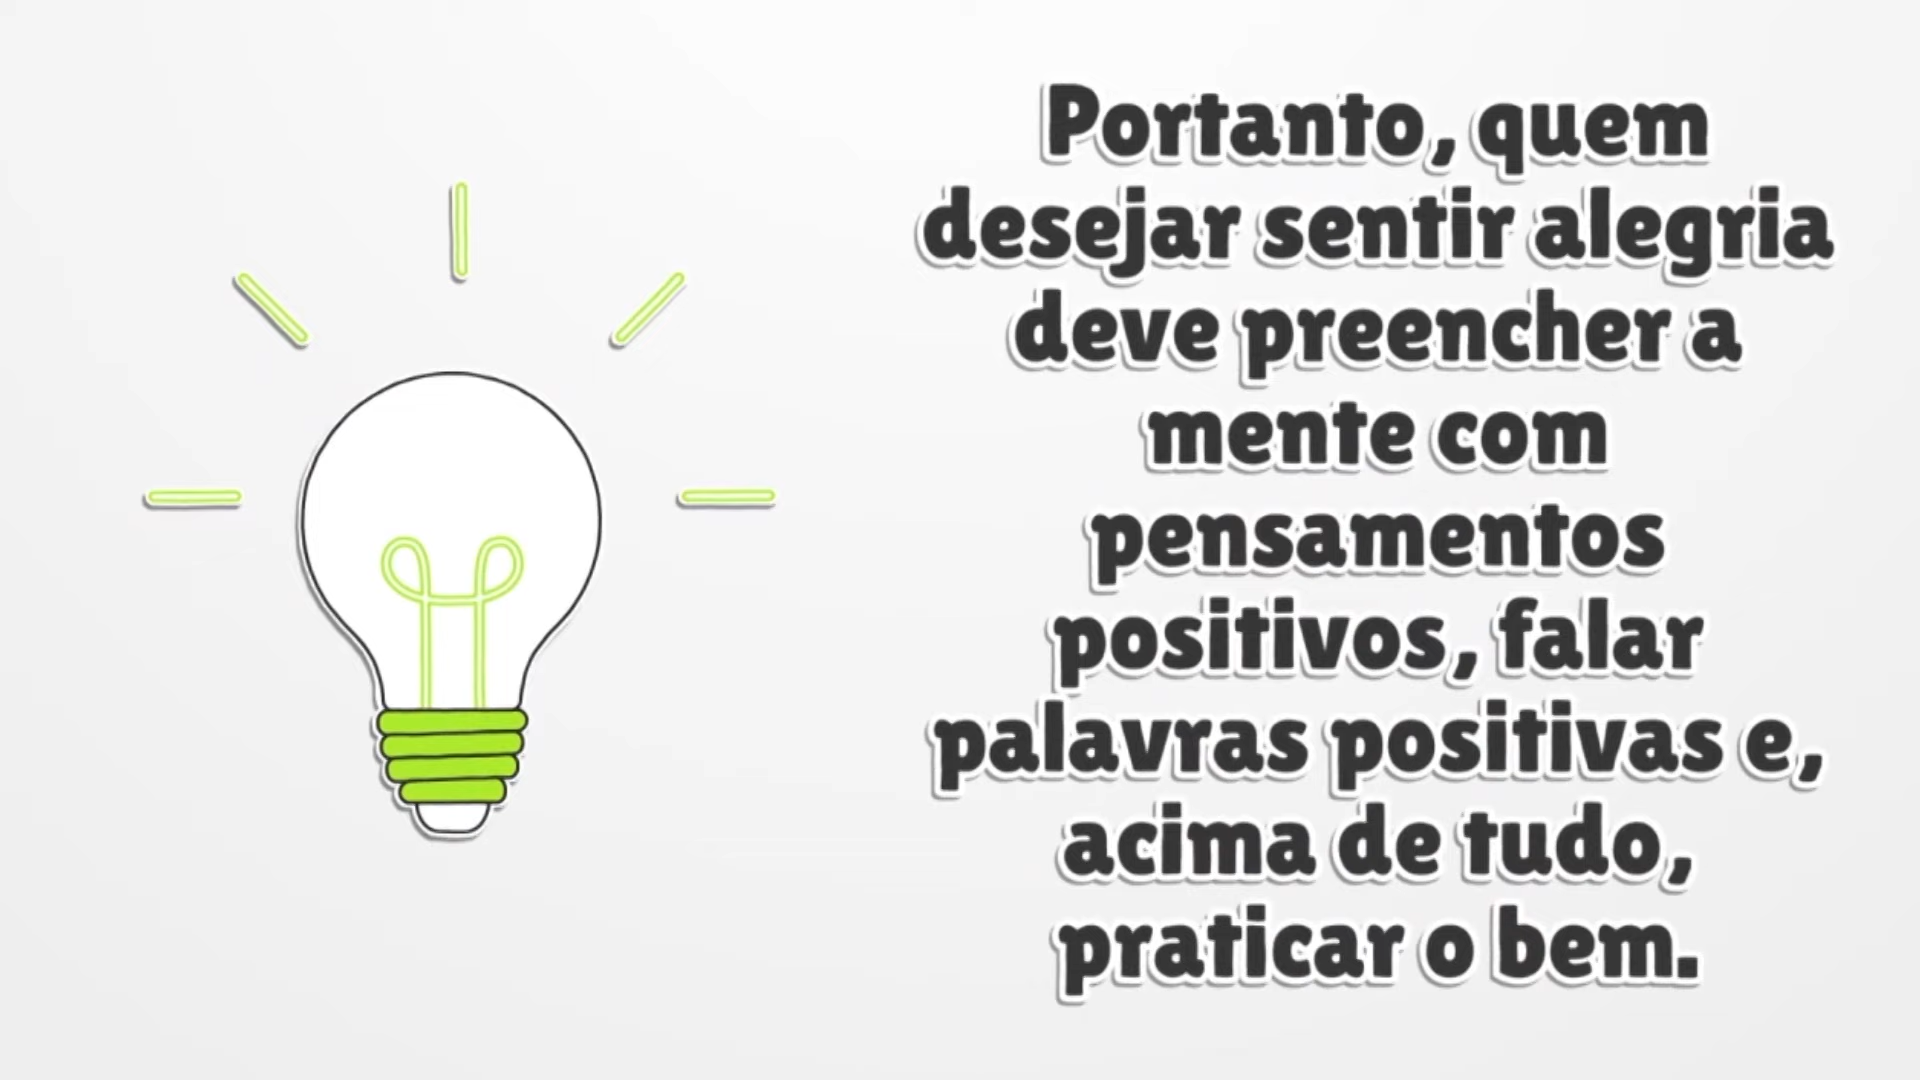 Portanto, quem
desejar sentir alegria
deve preencher a
mente com
pensamentos
positivos, falar
palavras positivas e,
acima de tudo,
praticar o bem.